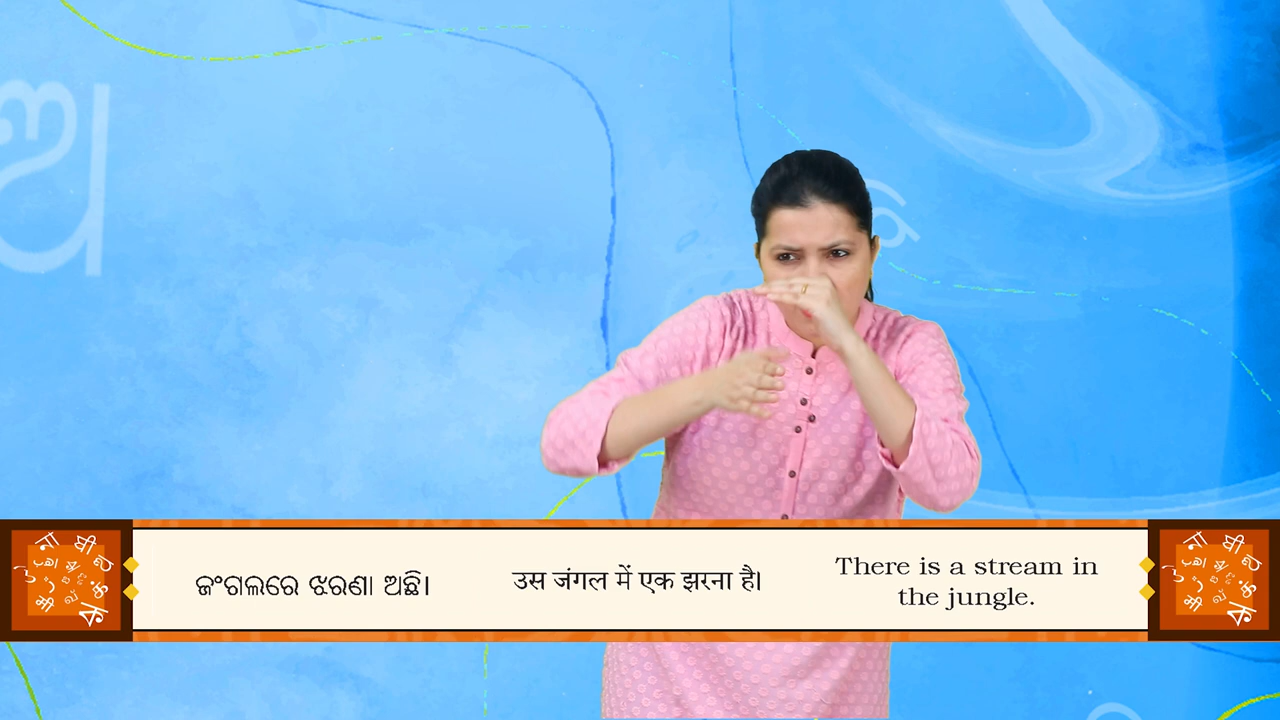 ଜଂଗଲରେ ଝରଣା ଅଛି।
उस जंगल में एक झरना है।
There is a stream in
the jungle.